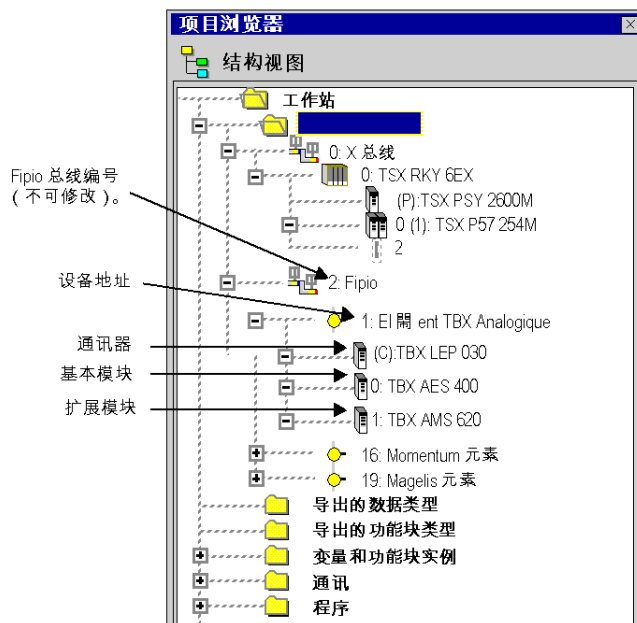 项目浏览器
结构视图
工作站
0: X 总线
0: TSX RKY 6EX
(P):TSX PSY 2600M
0 (1): TSX P57 254M
2
Fipio 总线编号
(不可修改)。
2: Fipio
设备地址
1: El 開 ent TBX Analogique
通讯器
(C):TBX LEP 030
基本模块
0: TBX AES 400
扩展模块
1: TBX AMS 620
16: Momentum 元素
19: Magelis 元素
导出的数据类型
导出的功能块类型
变量和功能块实例
通讯
程序